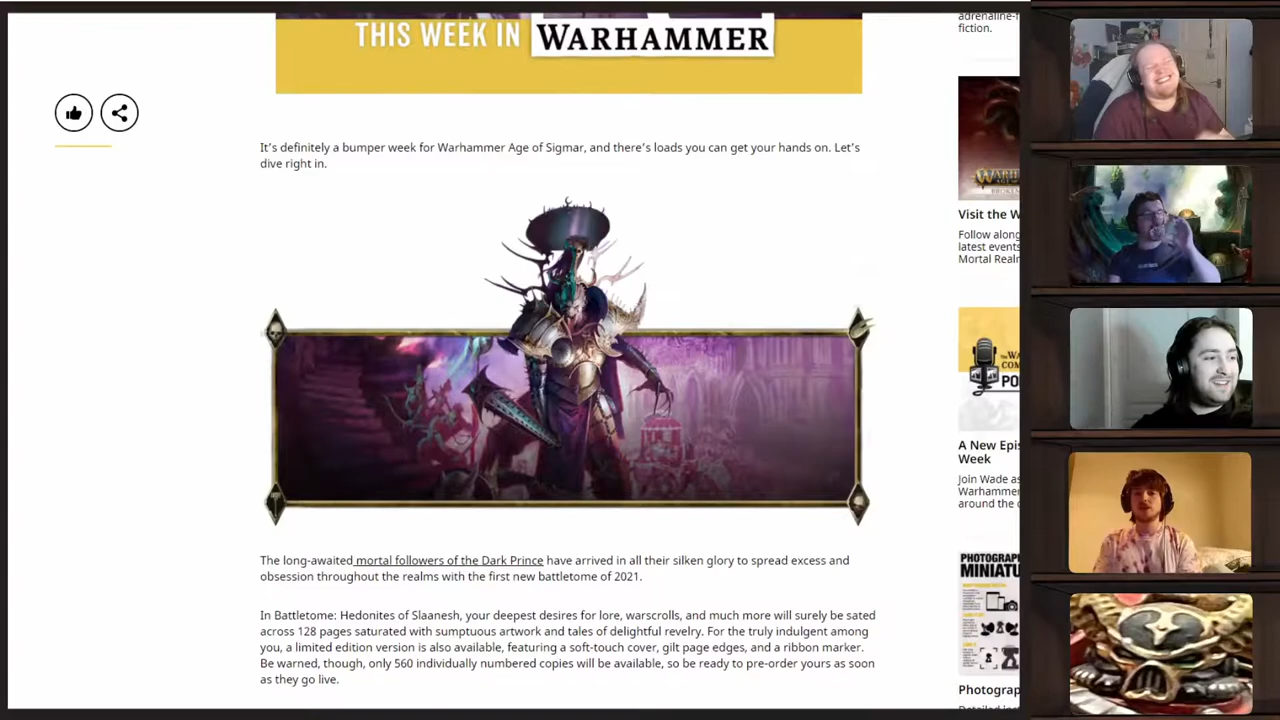 THIS WEEK IN WARHAMMER
It's definitely a bumper week for Warhammer Age of Sigmar, and there's loads you can get your hands on. Let's
dive right in.
The long-awaited mortal followers of the Dark Prince have arrived in all their silken glory to spread excess and
obsession throughout the realms with the first new battletome of 2021.
In Battletome: Hedonites of Slaanesh, your deepest desires for lore, warscrolls, and much more will surely be sated
across 128 pages saturated with sumptuous artwork and tales of delightful revelry. For the truly indulgent among
you, a limited edition version is also available, featuring a soft-touch cover, gilt page edges, and a ribbon marker.
Be warned, though, only 560 individually numbered copies will be available, so be ready to pre-order yours as soon
as they go live.
fiction.
Visit the W
Follow along
latest events
Mortal Realm
A New Epis
Week
Join Wade as
Warhammer
around the
PHOTOGRAP
MINIATU
Photograp